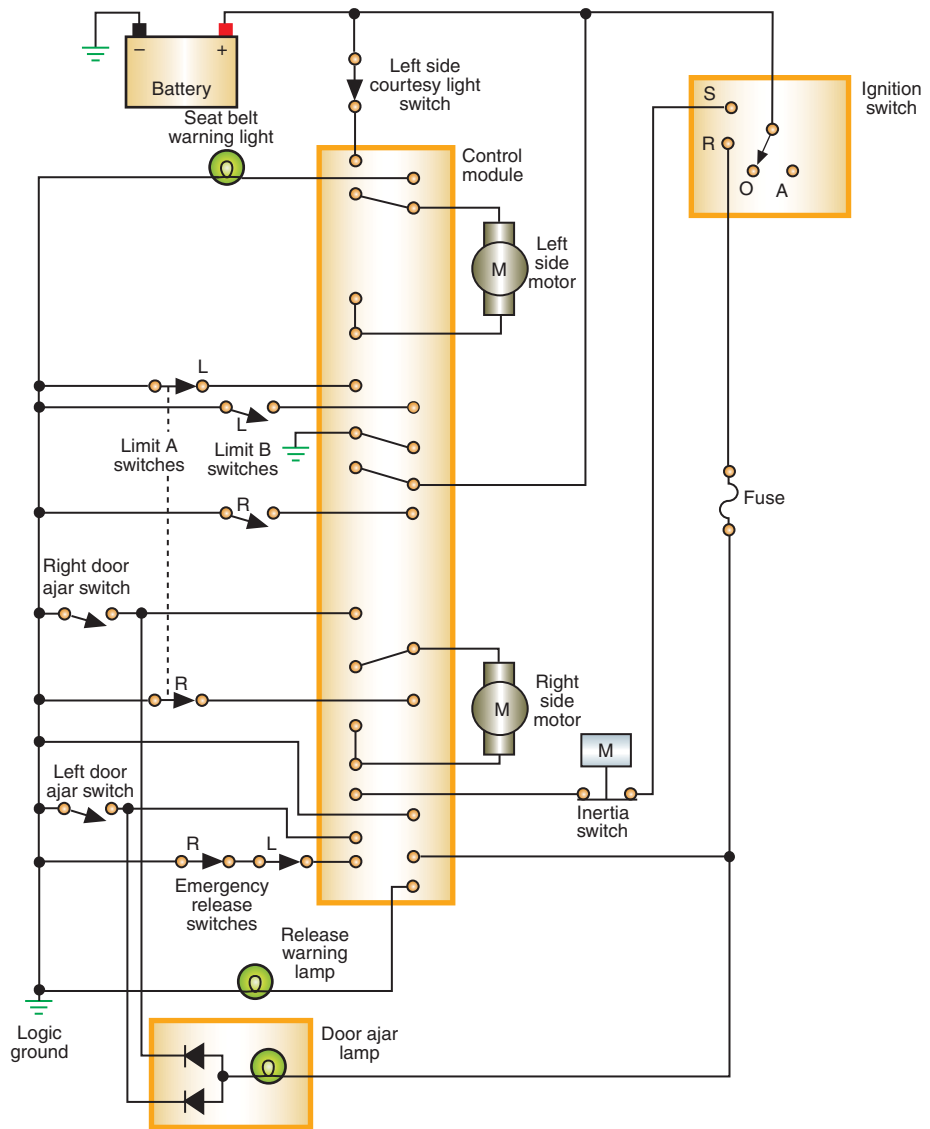 −
+
Battery
Left side
courtesy light
switch
Ignition
switch
S
R
O
A
Seat belt
warning light
Control
module
M
Left
side
motor
L
L
Limit A
switches
Limit B
switches
R
Fuse
Right door
ajar switch
R
M
Right
side
motor
M
Inertia
switch
Left door
ajar switch
R
L
Emergency
release
switches
Release
warning
lamp
Logic
ground
Door ajar
lamp